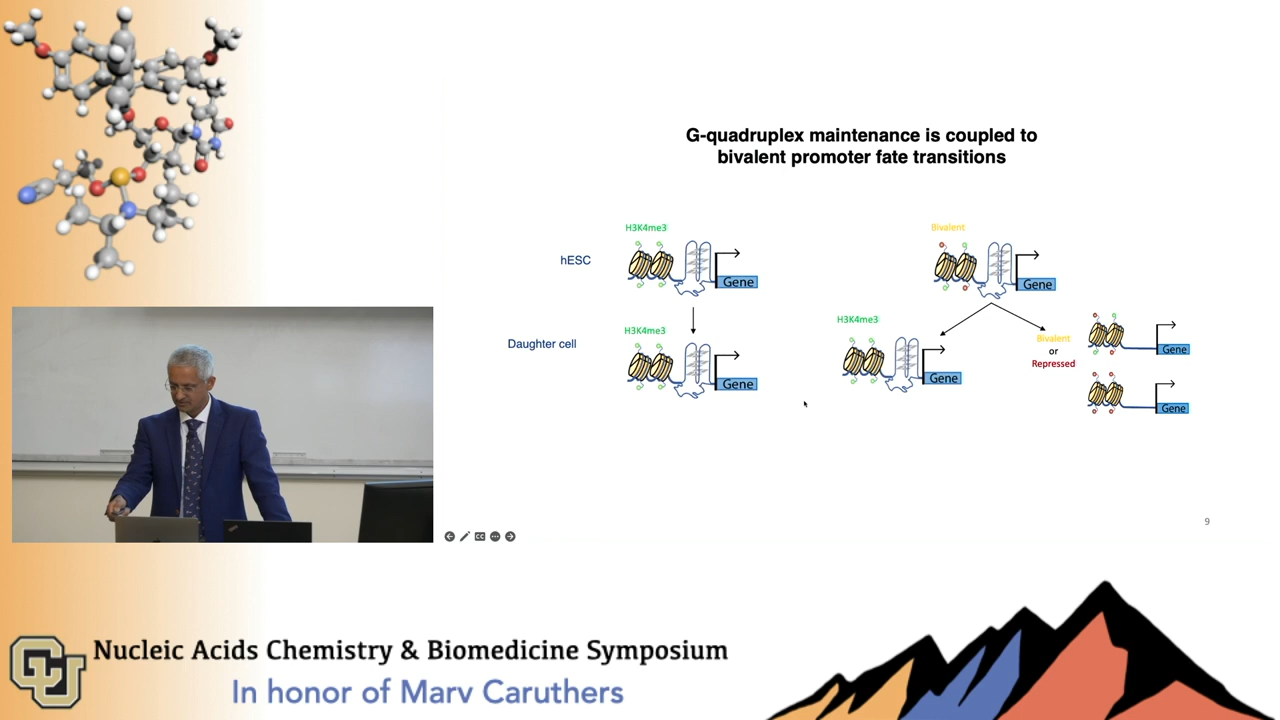 G-quadruplex maintenance is coupled to
bivalent promoter fate transitions
H3K4me3
hESC
Gene
H3K4me3
Daughter cell
Gene
Bivalent
Gene
H3K4me3
Gene
Bivalent
or
Repressed
Gene
Gene
9
CU
Nucleic Acids Chemistry & Biomedicine Symposium
In honor of Marv Caruthers